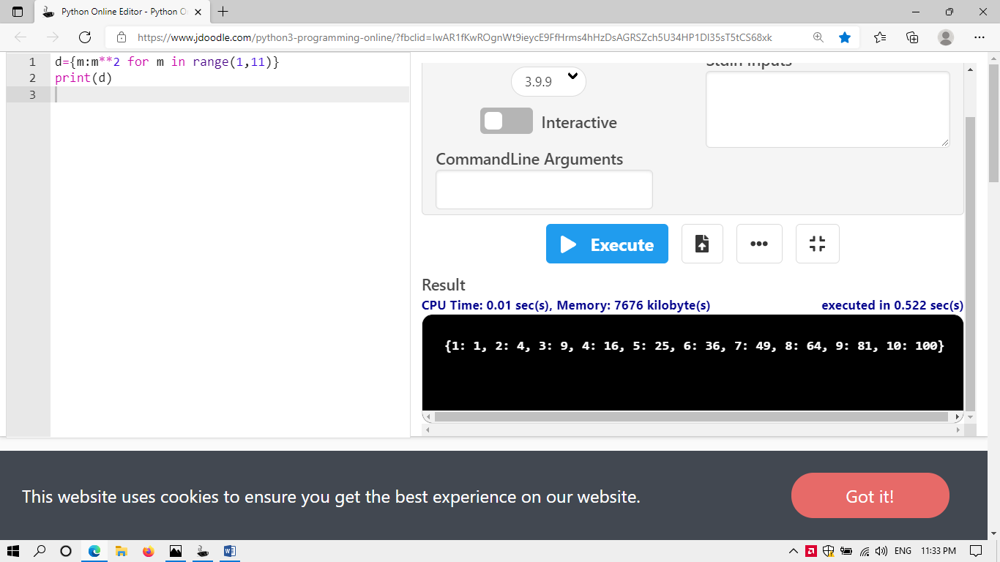 Python Online Editor - Python O
https://www.jdoodle.com/python3-programming-online/?fbclid=IwAR1fKwROgnWt9ieycE9FfHrms4hHzDsAGRSZch5U34HP1DI35sT5tCS68xk
1 d={m:m**2 for m in range(1,11)}
2 print(d)
3
3.9.9
Stdin Inputs
Interactive
CommandLine Arguments
Execute
Result
CPU Time: 0.01 sec(s), Memory: 7676 kilobyte(s) executed in 0.522 sec(s)
{1: 1, 2: 4, 3: 9, 4: 16, 5: 25, 6: 36, 7: 49, 8: 64, 9: 81, 10: 100}
This website uses cookies to ensure you get the best experience on our website.
Got it!
ENG 11:33 PM